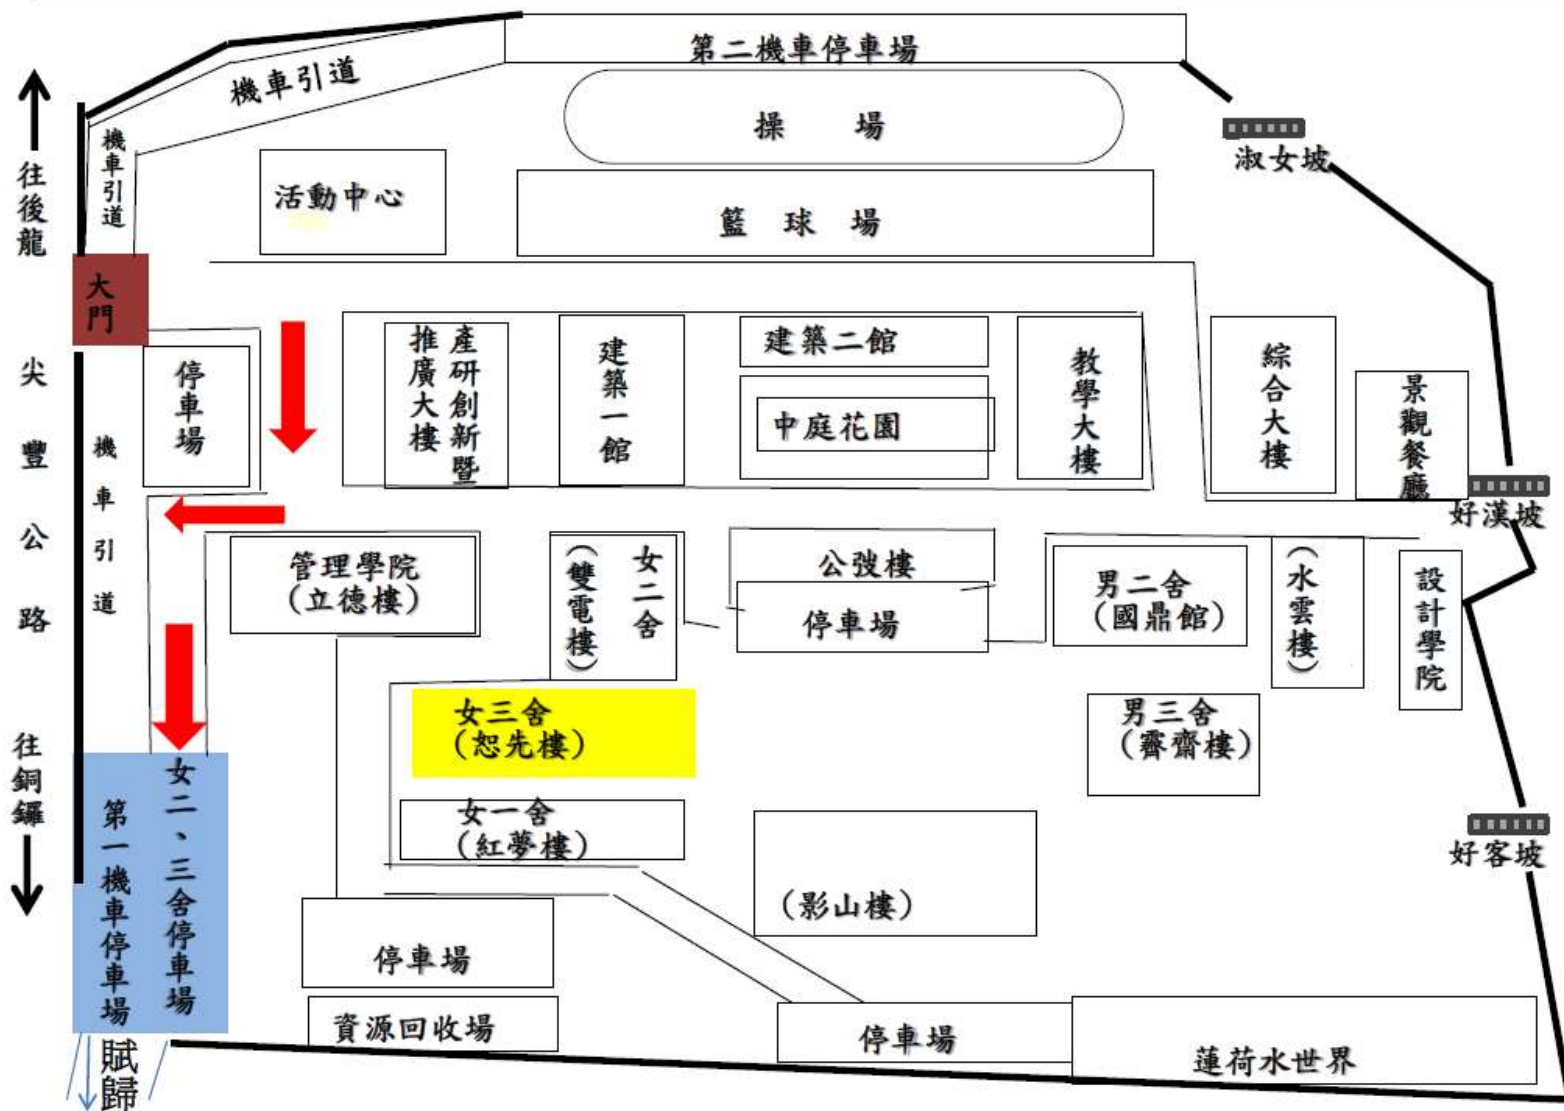 第二機車停車場
機車引道
操 場
機車引道
淑女坡
往後龍
活動中心
籃 球 場
大門
停車場
產研創新暨
推廣大樓
建築一館
建築二館
中庭花園
教學大樓
綜合大樓
景觀餐廳
尖豐公路
機車引道
好漢坡
管理學院
(立德樓)
女二舍
(雙電樓)
公弢樓
停車場
男二舍
(國鼎館)
(水雲樓)
設計學院
女三舍
(恕先樓)
男三舍
(霽齋樓)
往銅鑼
女二、三舍停車場
第一機車停車場
女一舍
(紅夢樓)
(影山樓)
好客坡
停車場
資源回收場
停車場
蓮荷水世界
賦歸